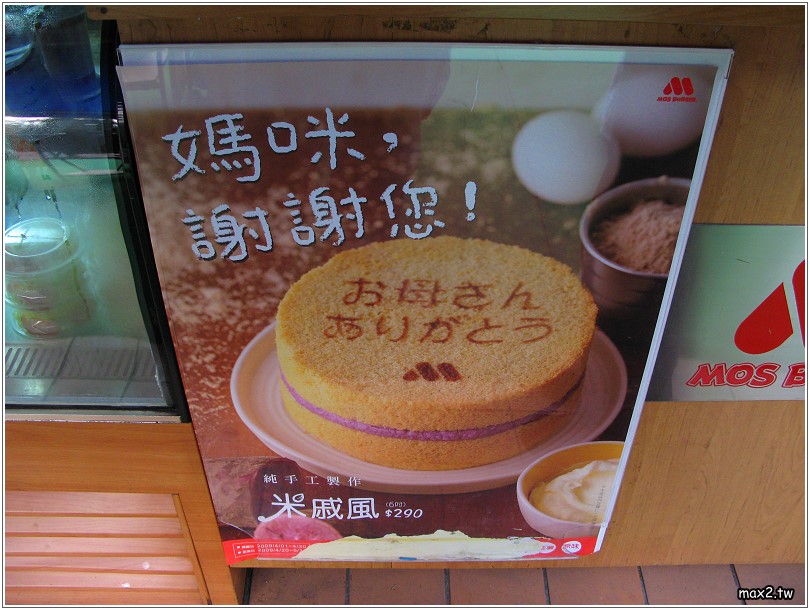 MOS BURGER
媽咪，
謝謝您！
お母さん
ありがとう
MOS B
純手工製作
米戚風
(6吋)
$290
max2.tw